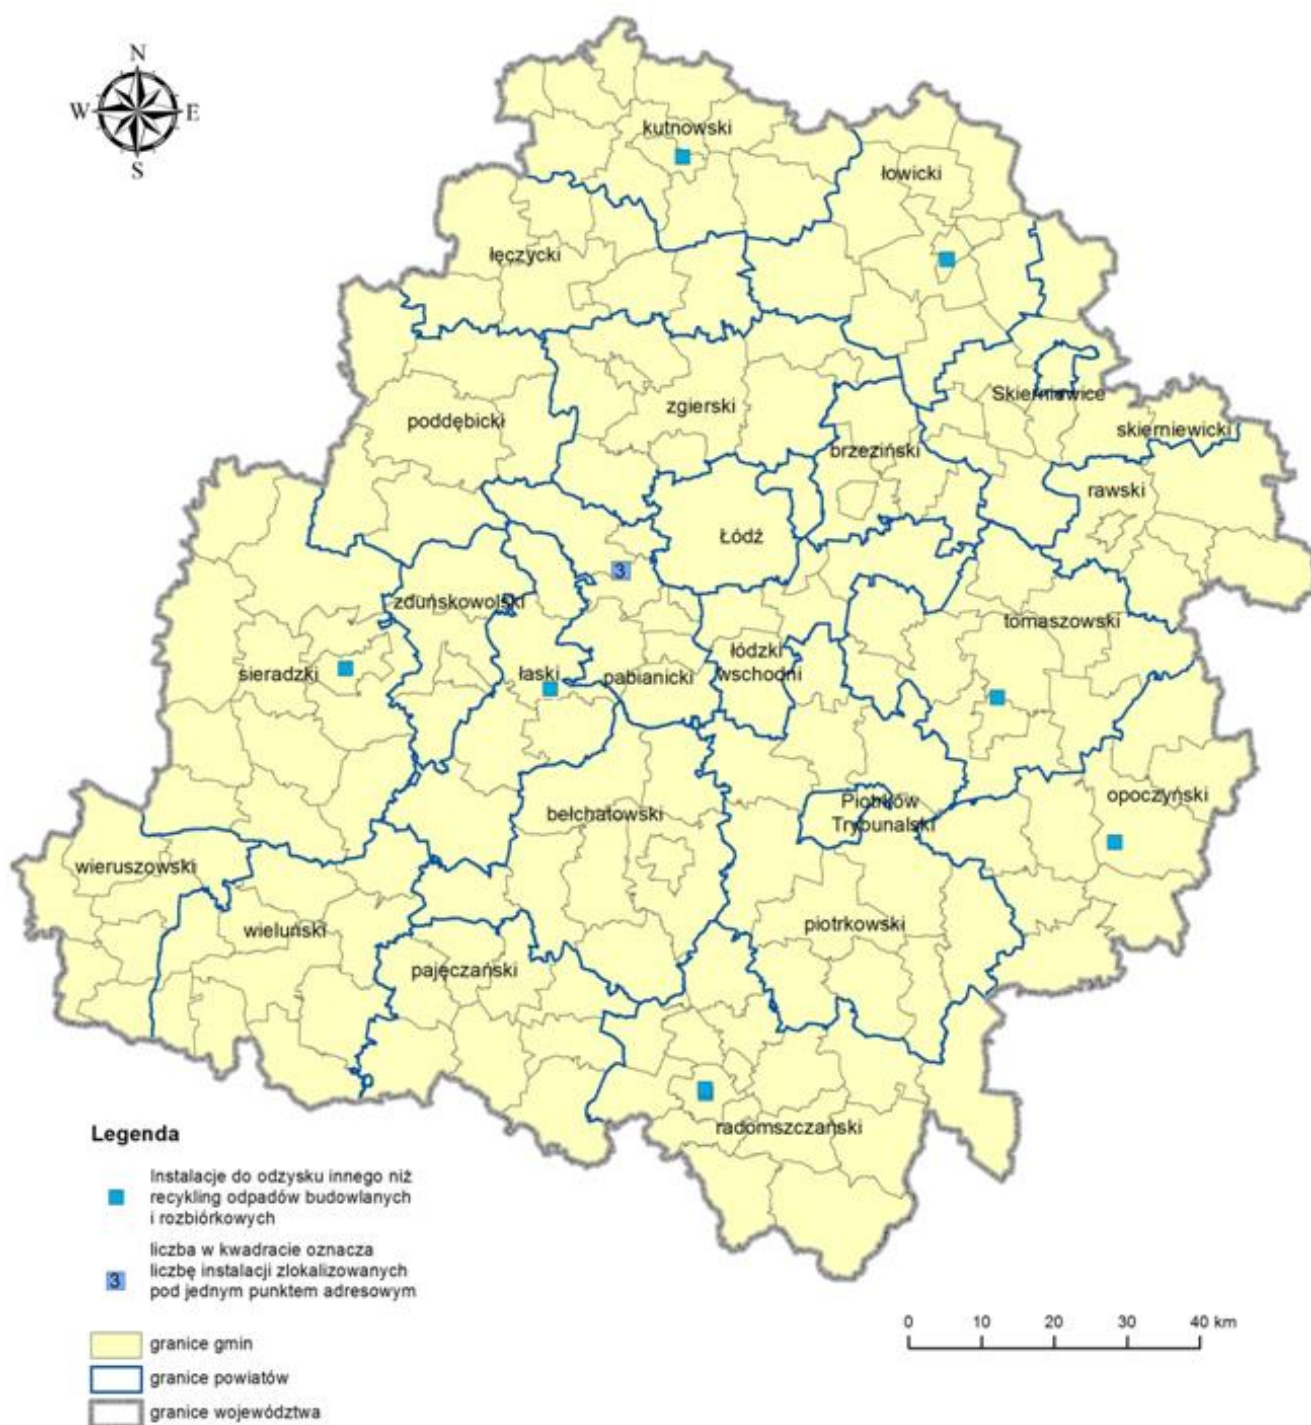 N
W
E
S
kutnowski
łowicki
łęczycki
zgierski
Skierniewice
poddębicki
skierniewicki
brzeziński
rawski
Łódź
3
zduńskowolski
tomaszowski
sieradzki
łaski
pabianicki
łódzki
wschodni
opoczyński
bełchatowski
Piotrków
Trybunalski
wieruszowski
wieluński
piotrkowski
pajęczański
radomszczański
Legenda
Instalacje do odzysku innego niż
recykling odpadów budowlanych
i rozbiórkowych
liczba w kwadracie oznacza
3
liczbę instalacji zlokalizowanych
pod jednym punktem adresowym
granice gmin
granice powiatów
granice województwa
0 10 20 30 40 km